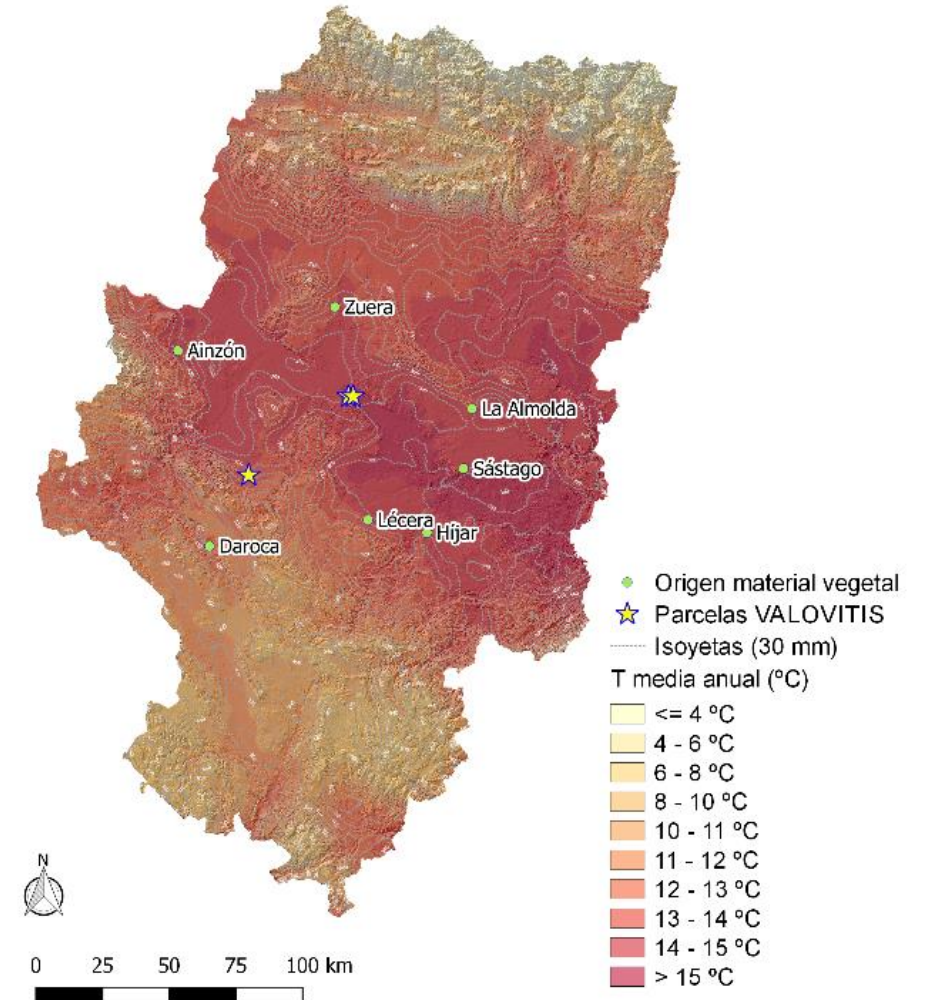 Zuera
Ainzón
La Almolda
Sástago
Lécera
Híjar
Daroca
Origen material vegetal
Parcelas VALOVITIS
Isoyetas (30 mm)
T media anual (ºC)
<= 4 ºC
4 - 6 ºC
6 - 8 ºC
8 - 10 ºC
10 - 11 ºC
11 - 12 ºC
12 - 13 ºC
13 - 14 ºC
14 - 15 ºC
> 15 ºC
N
0 25 50 75 100 km